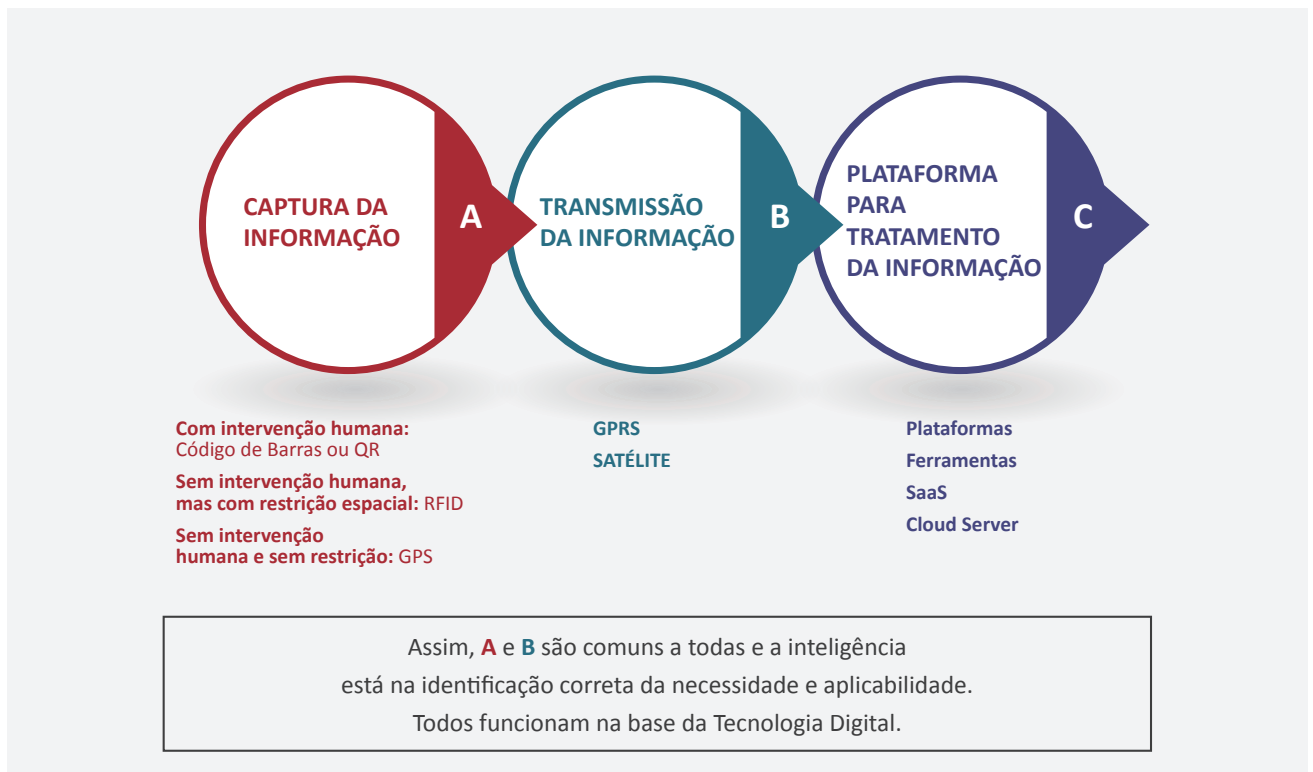 CAPTURA DA
INFORMAÇÃO
A
TRANSMISSÃO
DA INFORMAÇÃO
B
PLATAFORMA
PARA
TRATAMENTO
DA INFORMAÇÃO
C
Com intervenção humana:
Código de Barras ou QR
Sem intervenção humana,
mas com restrição espacial: RFID
Sem intervenção
humana e sem restrição: GPS
GPRS
SATÉLITE
Plataformas
Ferramentas
SaaS
Cloud Server
Assim, A e B são comuns a todas e a inteligência
está na identificação correta da necessidade e aplicabilidade.
Todos funcionam na base da Tecnologia Digital.